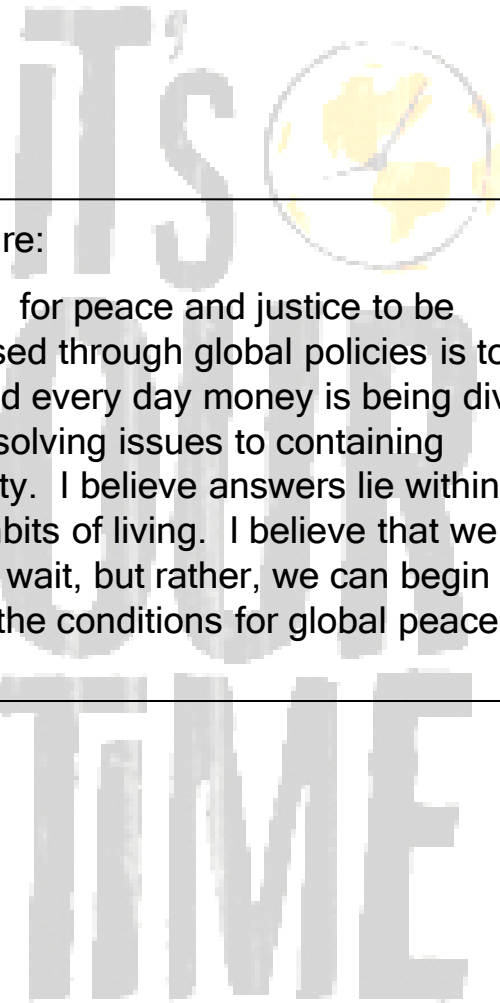 IT'S
OUR
TIME
re:
for peace and justice to be
sed through global policies is to
d every day money is being div
solving issues to containing
ty. I believe answers lie within
bits of living. I believe that we
wait, but rather, we can begin
the conditions for global peace